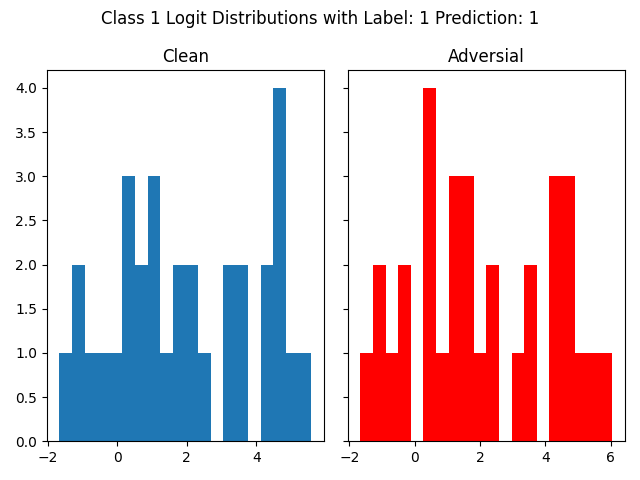 Class 1 Logit Distributions with Label: 1 Prediction: 1
Clean
Adversial
4.0
3.5
3.0
2.5
2.0
1.5
1.0
0.5
0.0
−2 0 2 4
−2 0 2 4 6